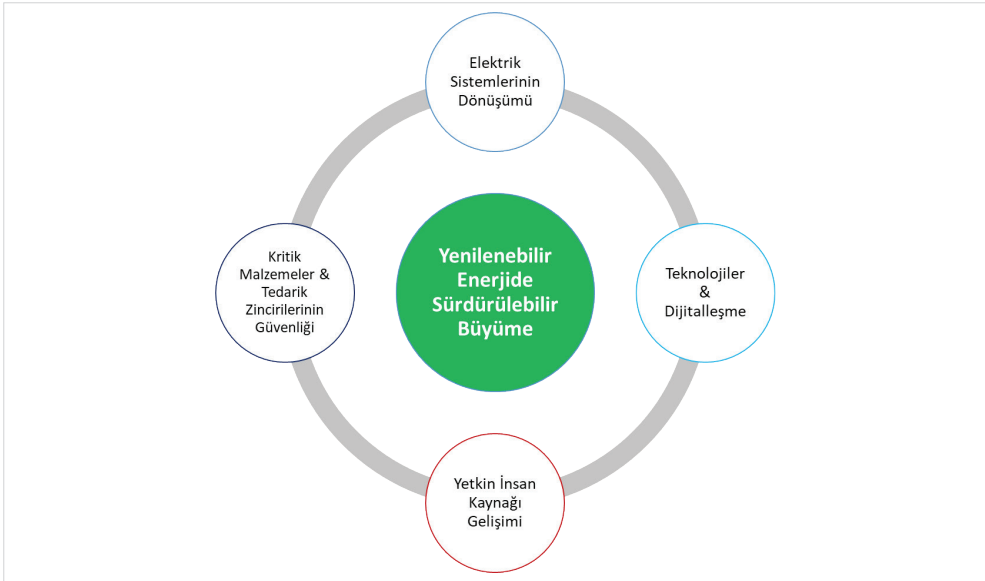 Elektrik
Sistemlerinin
Dönüşümü
Kritik
Malzemeler &
Tedarik
Zincirilerinin
Güvenliği
Yenilenebilir
Enerjide
Sürdürülebilir
Büyüme
Teknolojiler
&
Dijitalleşme
Yetkin İnsan
Kaynağı
Gelişimi